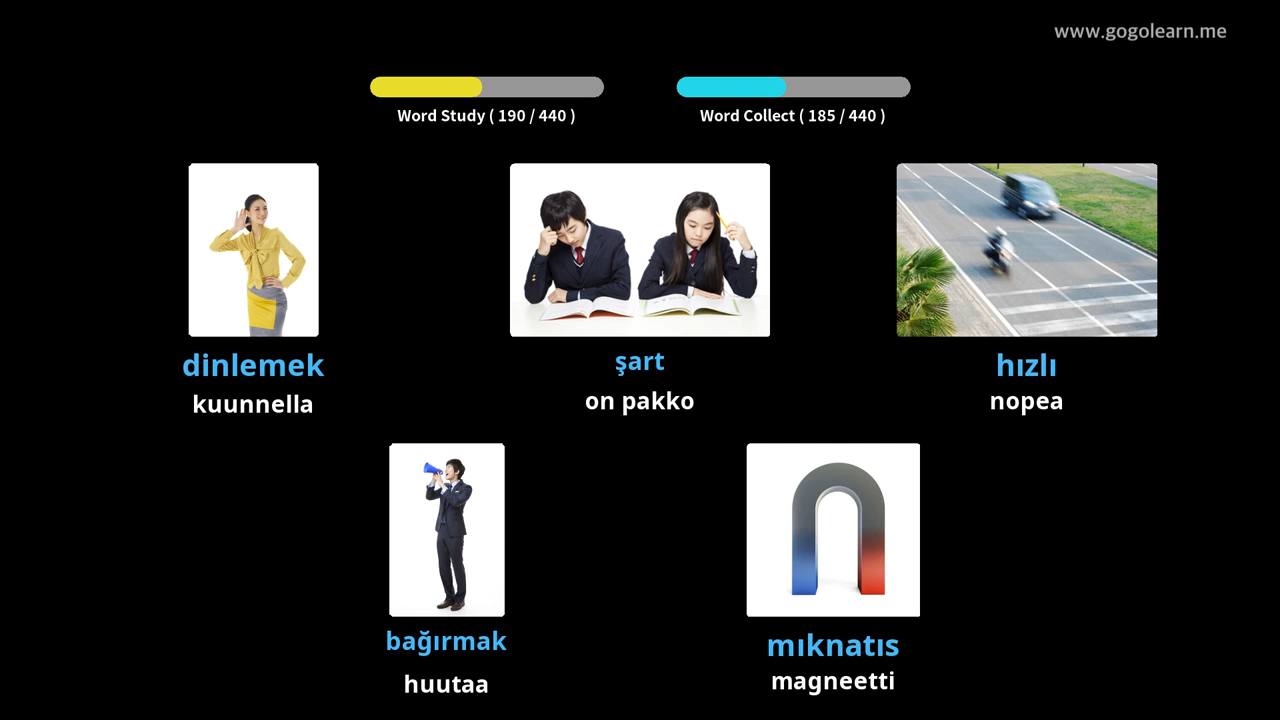 www.gogolearn.me
Word Study ( 190 / 440 )
Word Collect ( 185 / 440 )
dinlemek
kuunnella
şart
on pakko
hızlı
nopea
bağırmak
huutaa
mıknatıs
magneetti